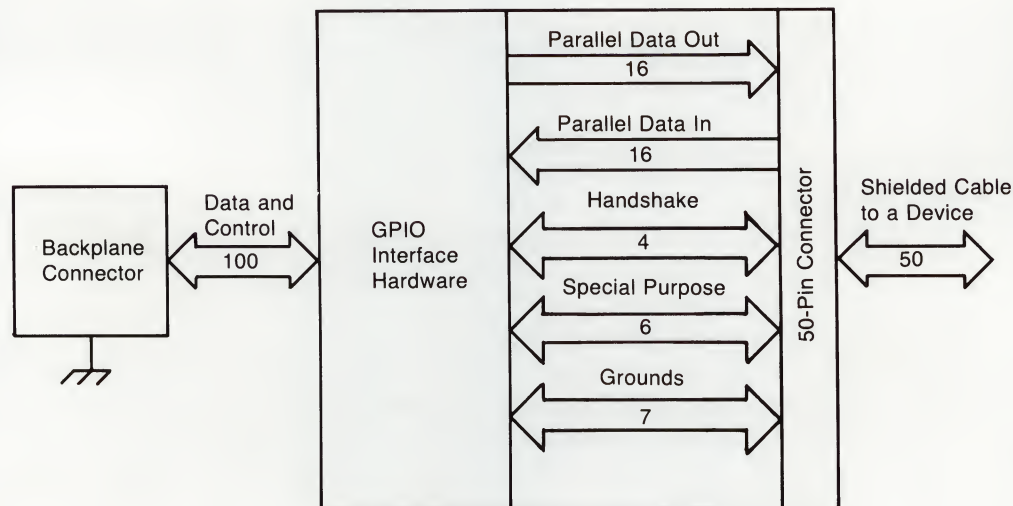 Parallel Data Out
16
Parallel Data In
16
Handshake
4
Special Purpose
6
Grounds
7
Backplane
Connector
Data and
Control
100
GPIO
Interface
Hardware
50-Pin Connector
Shielded Cable
to a Device
50